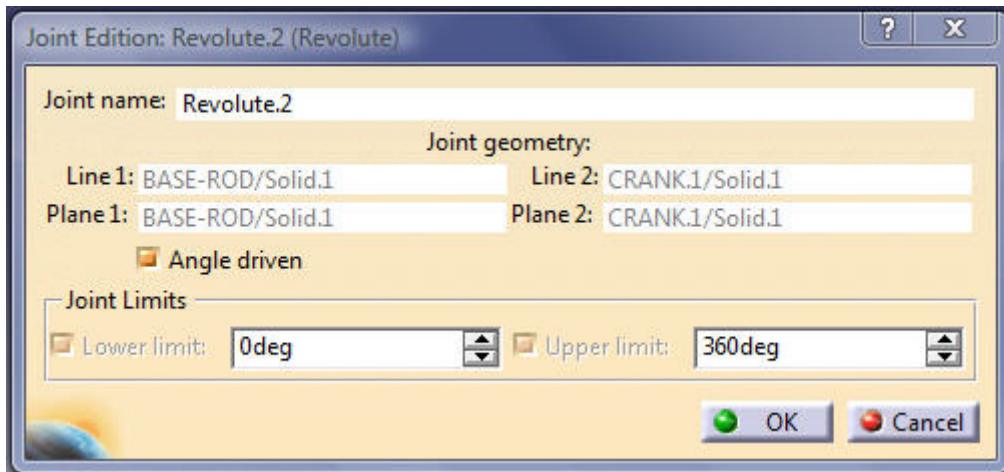 Joint Edition: Revolute.2 (Revolute)
?
X
Joint name: Revolute.2
Joint geometry:
Line 1: BASE-ROD/Solid.1 Line 2: CRANK.1/Solid.1
Plane 1: BASE-ROD/Solid.1 Plane 2: CRANK.1/Solid.1
Angle driven
Joint Limits
Lower limit: 0deg Upper limit: 360deg
OK Cancel